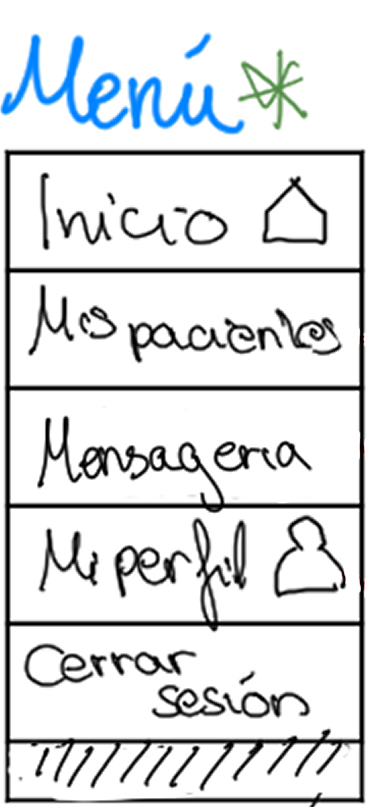 Menú
Inicio
Mis pacientes
Mensageria
Mi perfil
Cerrar
sesión